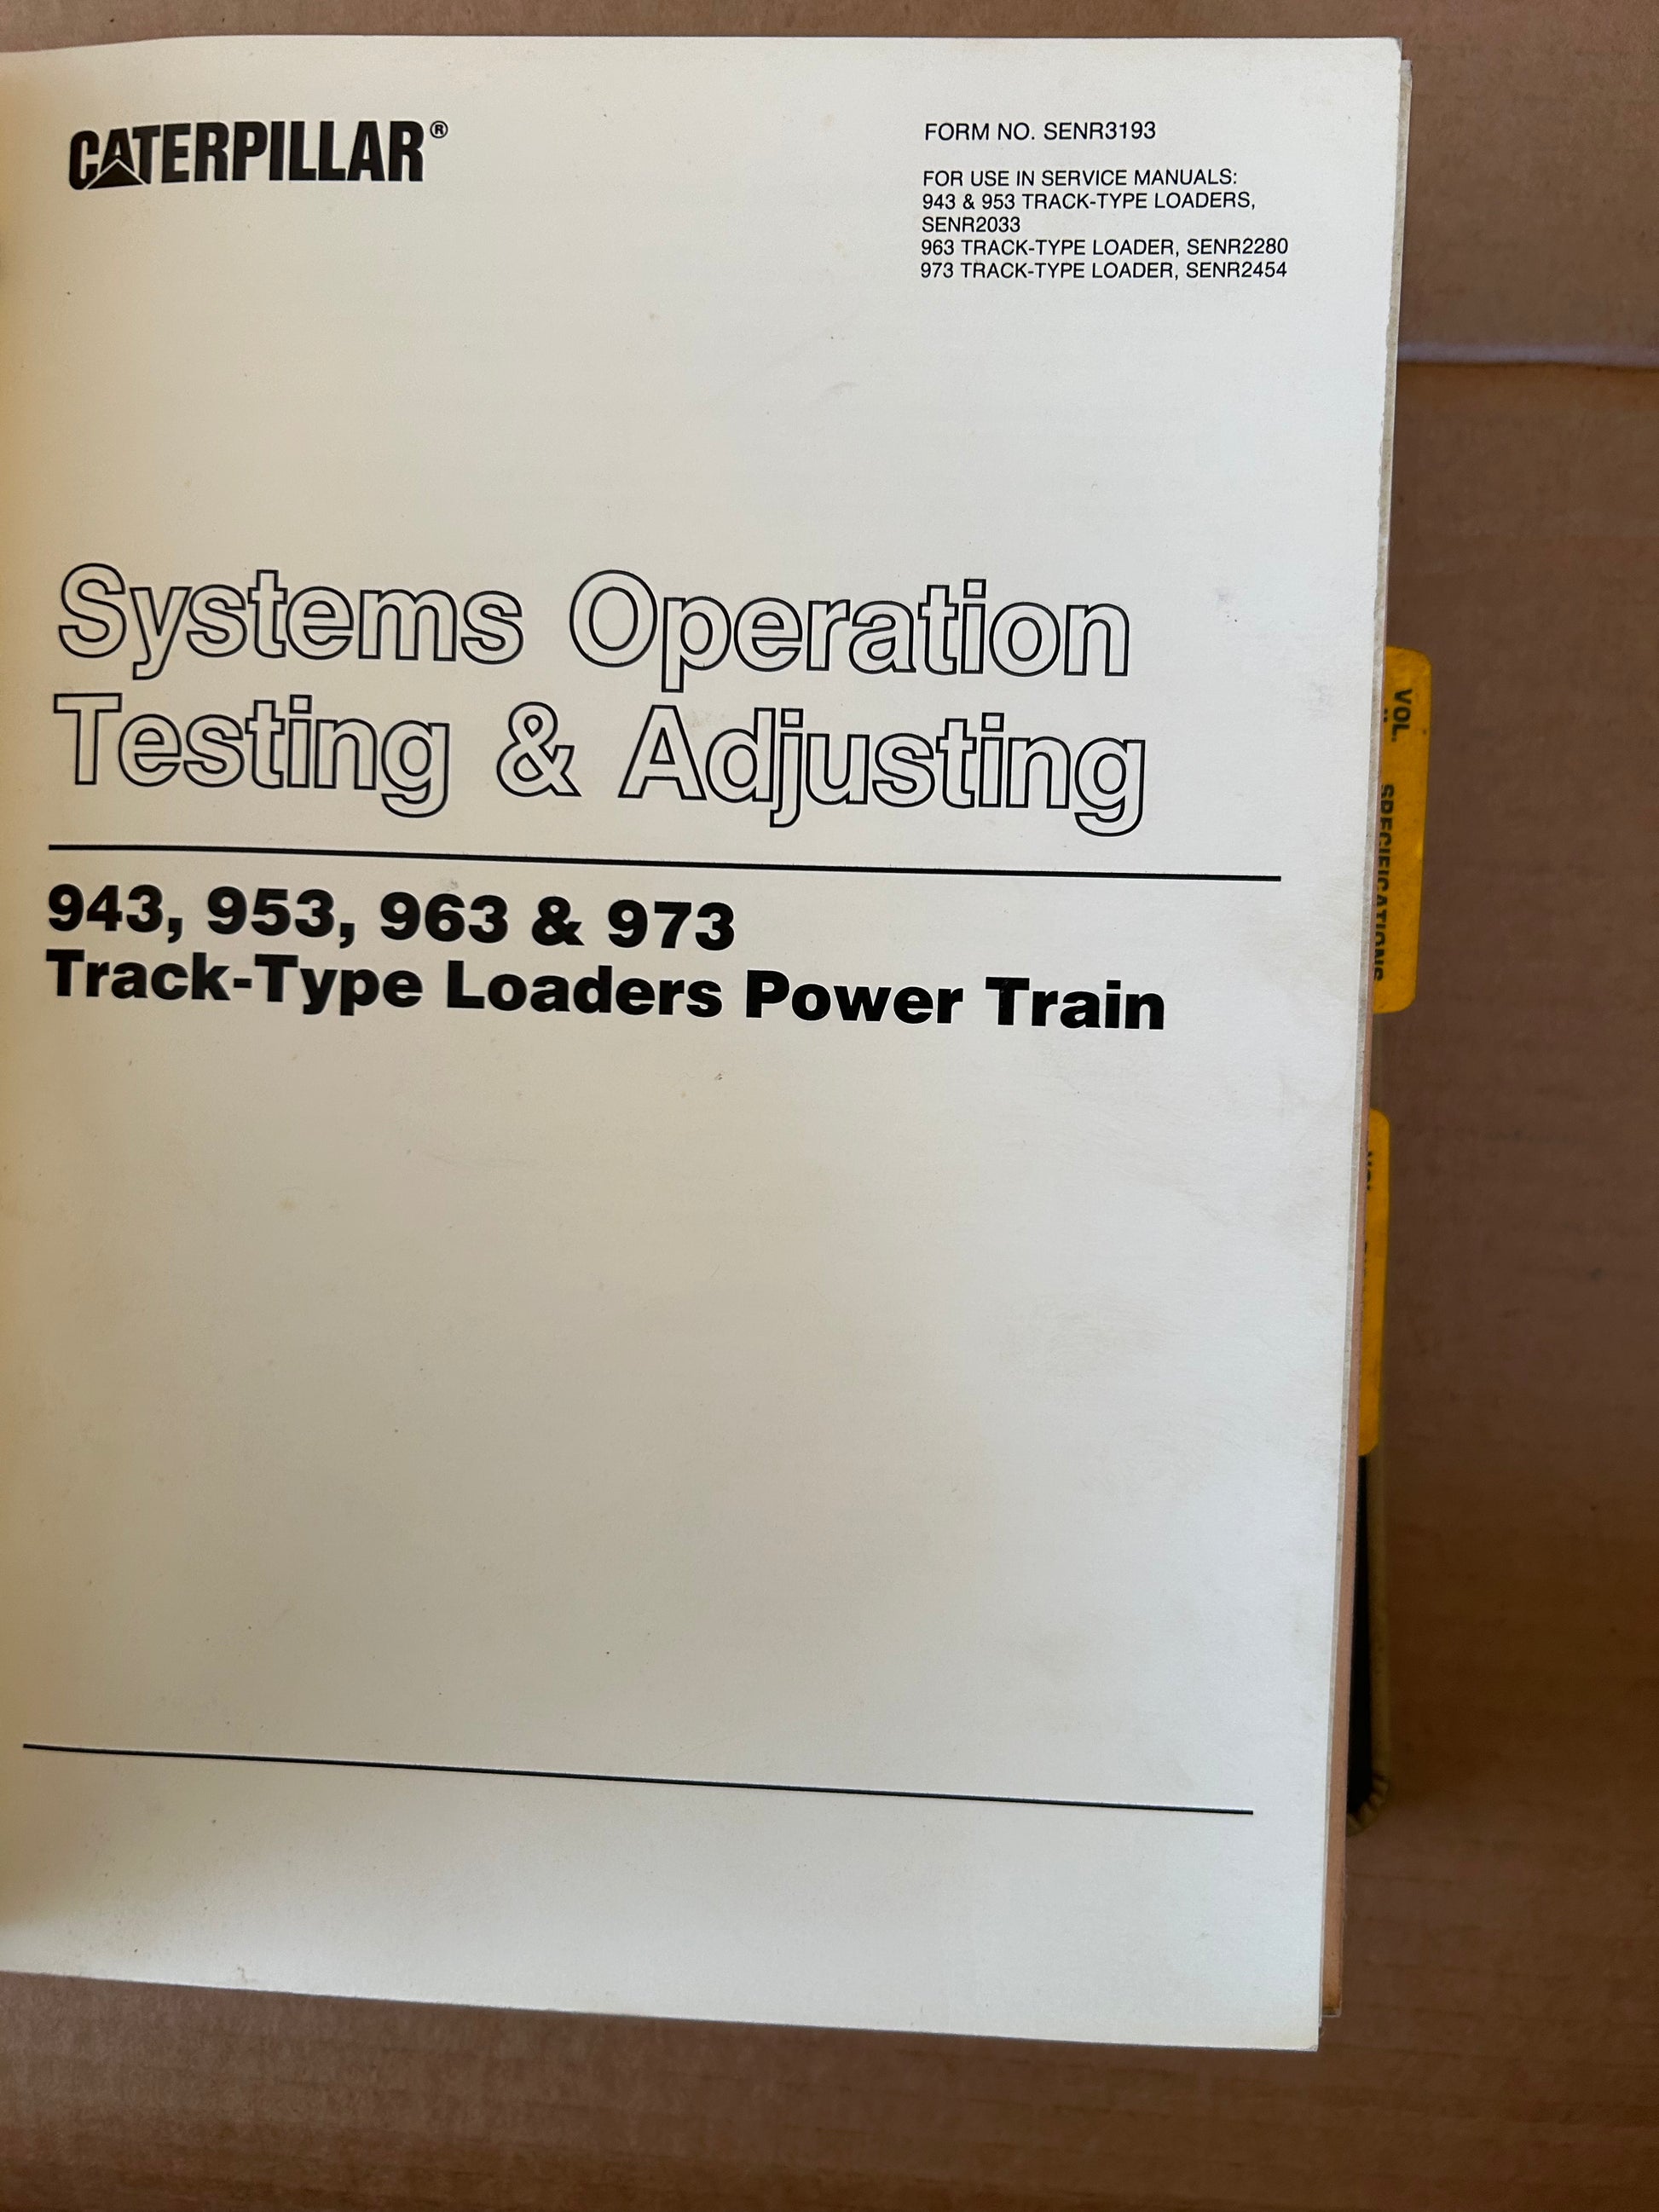 CATERPILLAR®
FORM NO. SENR3193
FOR USE IN SERVICE MANUALS:
943 & 953 TRACK-TYPE LOADERS,
SENR2033
963 TRACK-TYPE LOADER, SENR2280
973 TRACK-TYPE LOADER, SENR2454
Systems Operation
Testing & Adjusting
943, 953, 963 & 973
Track-Type Loaders Power Train
VOL.
SPECIFICATIONS